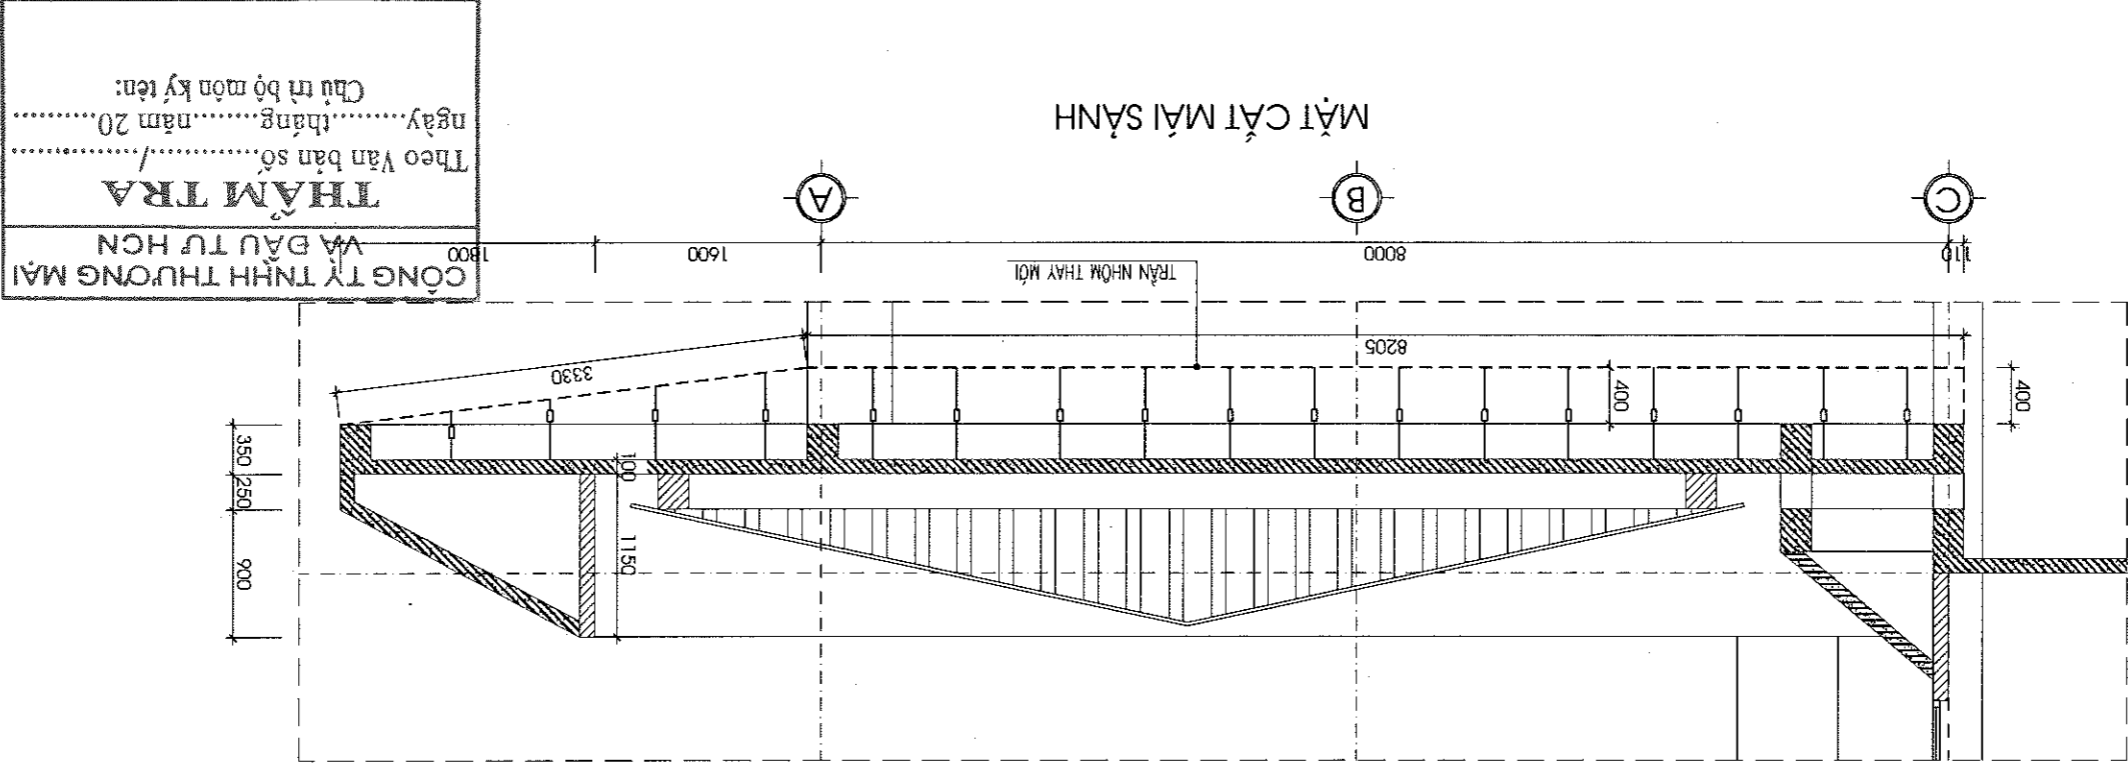 110
8000
1600
1800
400
8205
400
3330
TRẦN NHÔM THAY MỚI
350
100
250
1150
900
C
B
A
MẶT CẮT MÁI SẢNH
CÔNG TY TNHH THƯƠNG MẠI
VÀ ĐẦU TƯ HCN
THẨM TRA
Theo Văn bản số............/............
ngày.........tháng.........năm 20.........
Chủ trì bộ môn ký tên: